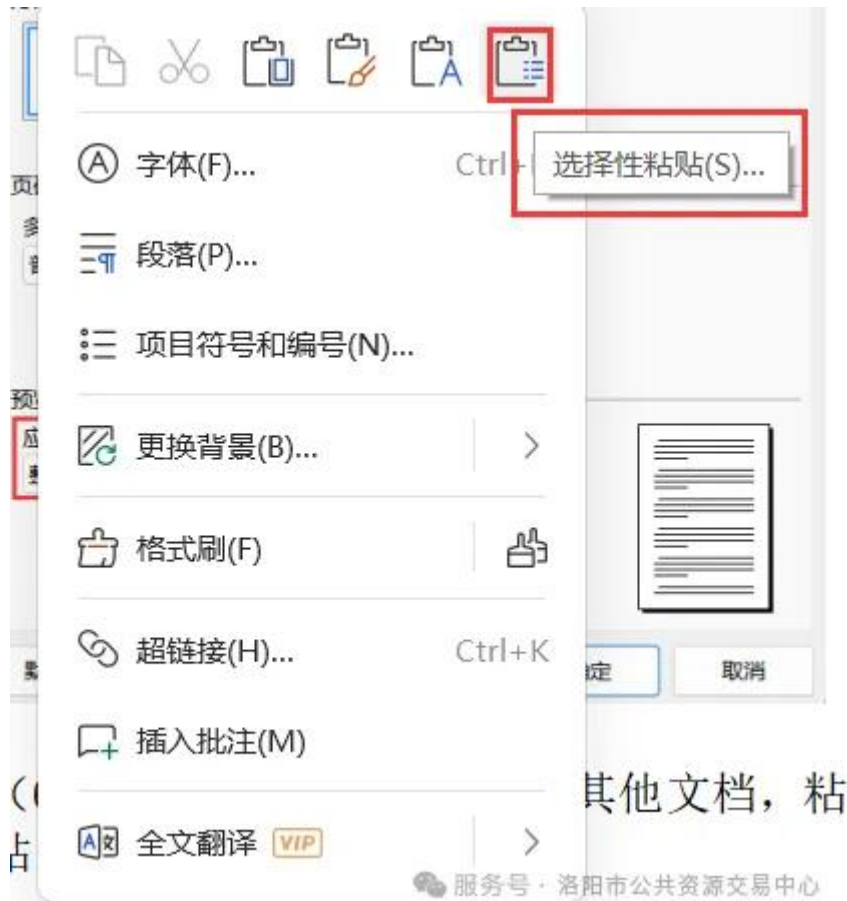 字体(F)...
Ctrl+
选择性粘贴(S)...
页
段落(P)...
项目符号和编号(N)...
预
应
更换背景(B)...
格式刷(F)
超链接(H)... Ctrl+K
定 取消
插入批注(M)
其他文档，粘
全文翻译 VIP
服务号 · 洛阳市公共资源交易中心